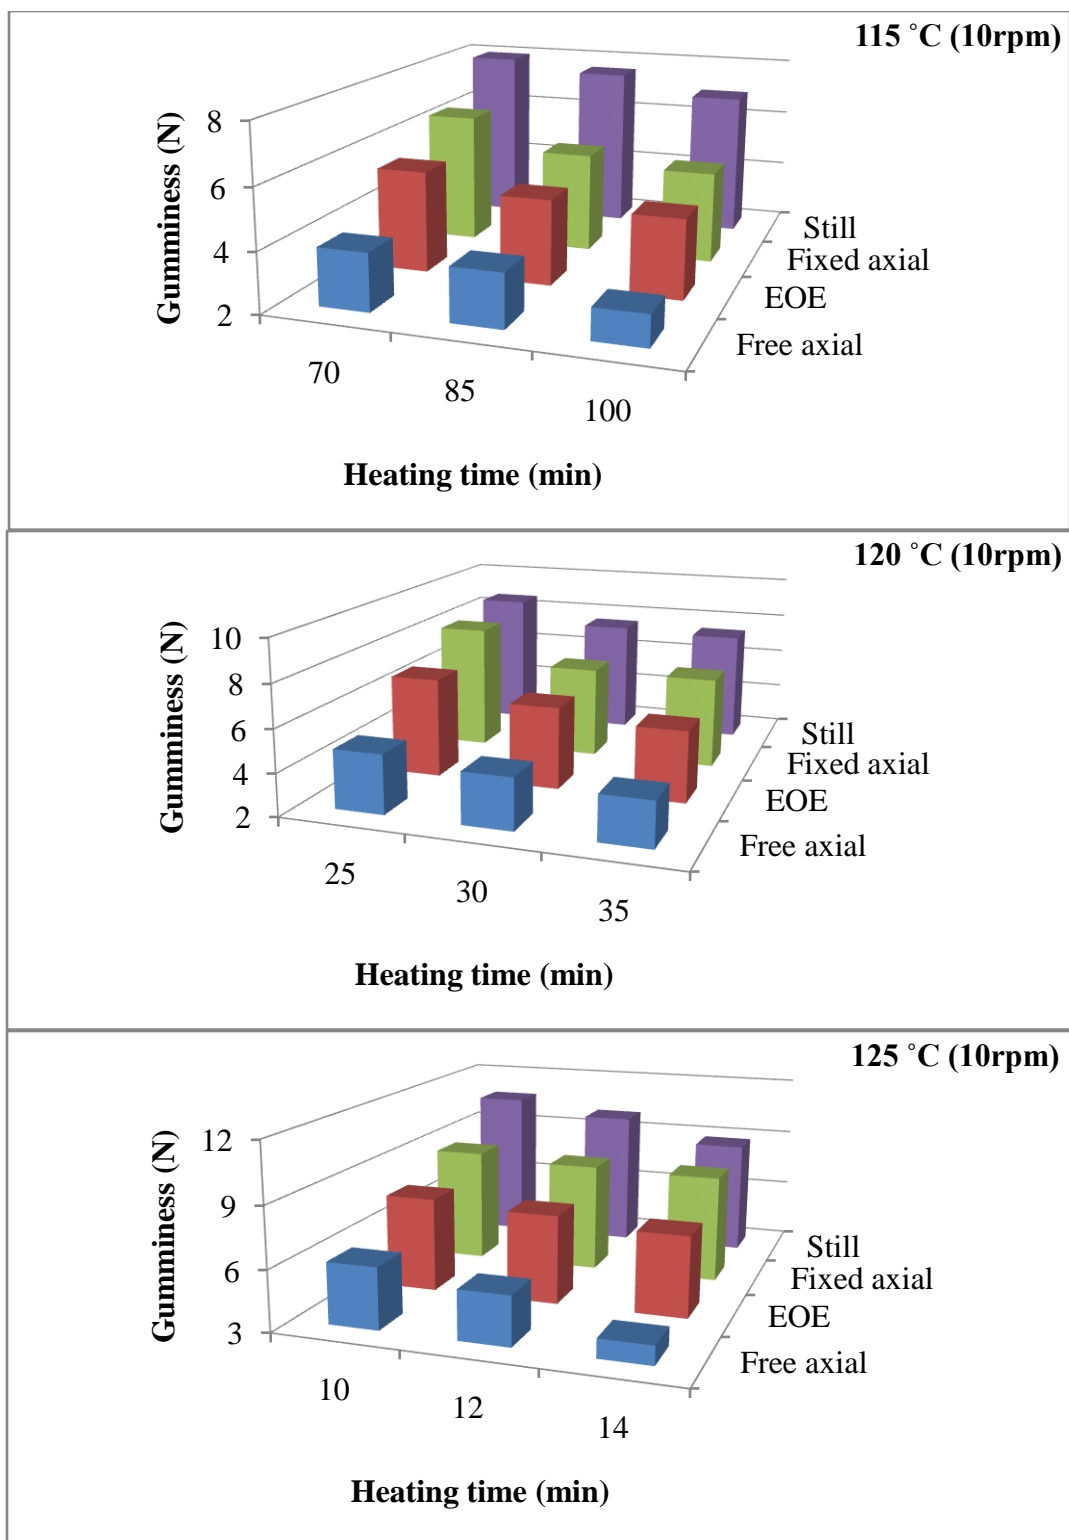 115 ˚C (10rpm)
Gumminess (N)
8
6
4
2
Still
Fixed axial
EOE
Free axial
70
85
100
Heating time (min)
120 ˚C (10rpm)
Gumminess (N)
10
8
6
4
2
Still
Fixed axial
EOE
Free axial
25
30
35
Heating time (min)
125 ˚C (10rpm)
Gumminess (N)
12
9
6
3
Still
Fixed axial
EOE
Free axial
10
12
14
Heating time (min)